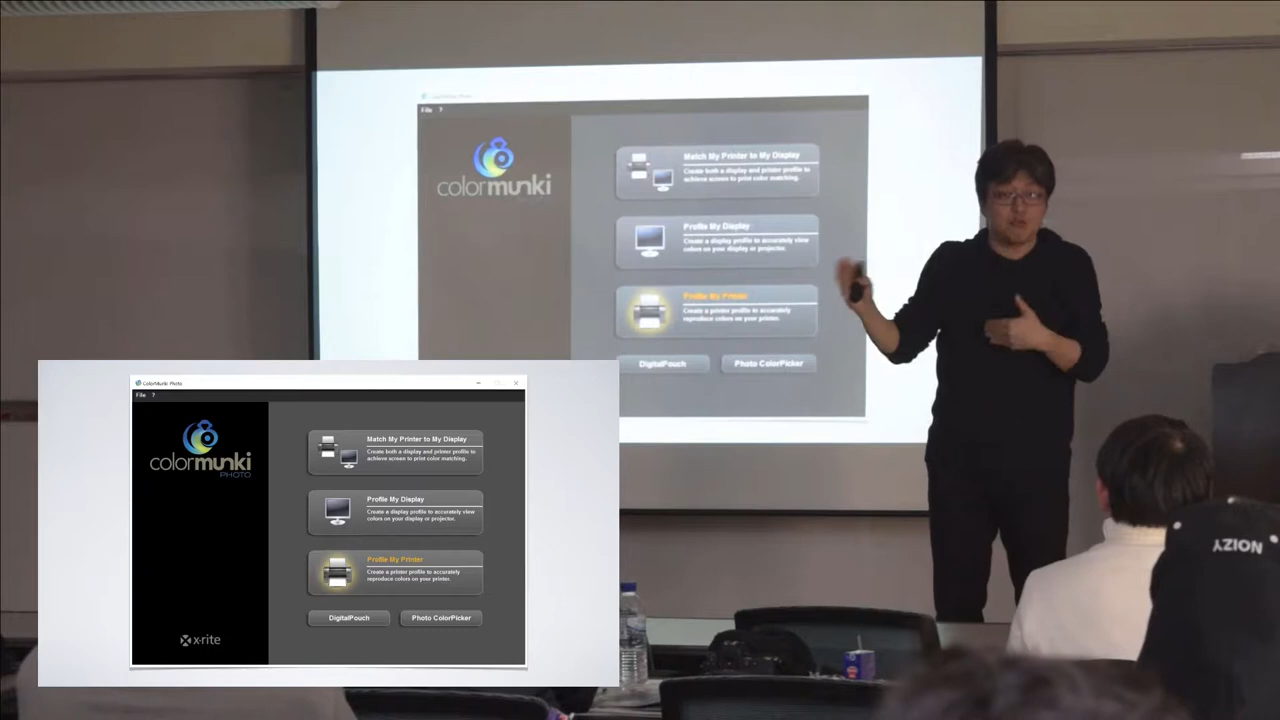 File ?
colormunki
Match My Printer to My Display
Create both a display and printer profile to
achieve screen to print color matching.
Profile My Display
Create a display profile to accurately view
colors on your display or projector.
Profile My Printer
Create a printer profile to accurately
reproduce colors on your printer.
DigitalPouch
Photo ColorPicker
ColorMunki Photo
File ?
colormunki
PHOTO
Match My Printer to My Display
Create both a display and printer profile to
achieve screen to print color matching.
Profile My Display
Create a display profile to accurately view
colors on your display or projector.
Profile My Printer
Create a printer profile to accurately
reproduce colors on your printer.
DigitalPouch
Photo ColorPicker
x·rite
NOIZY